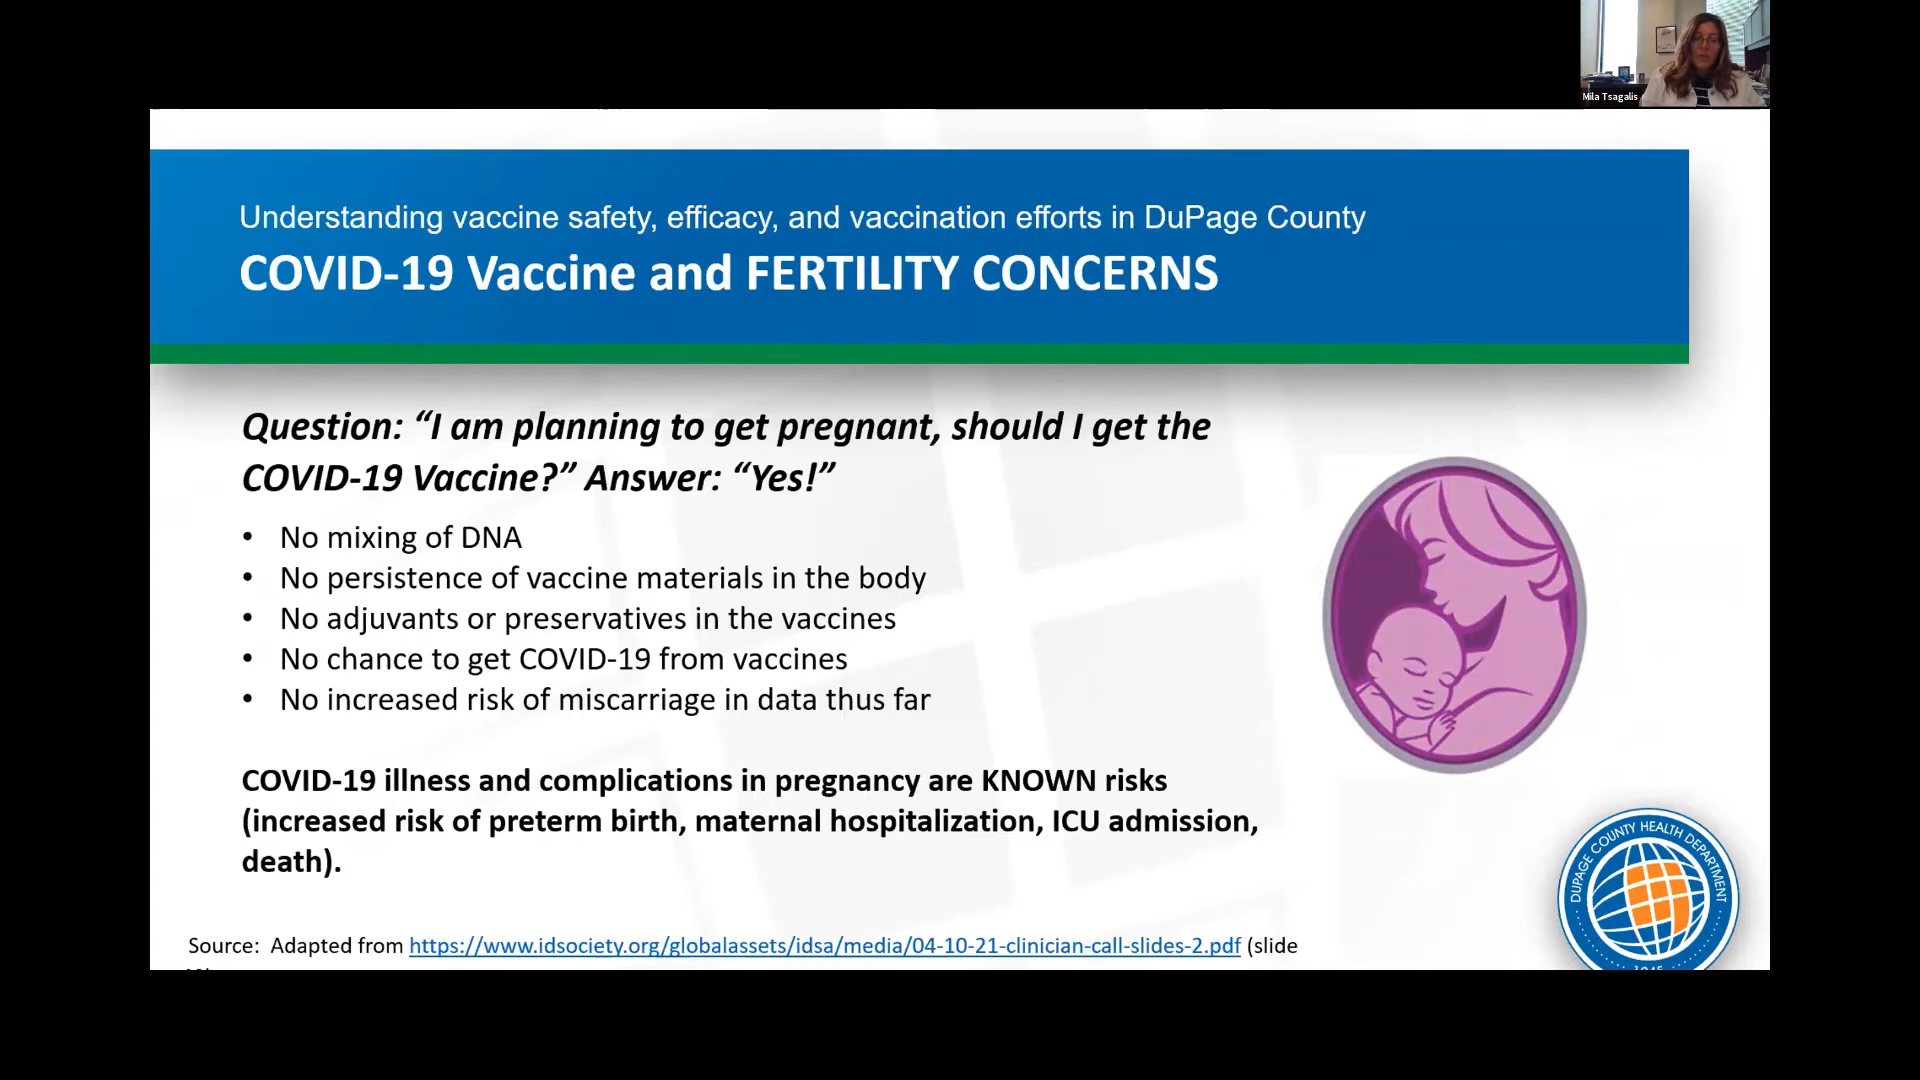 Mila Tsagalis
Understanding vaccine safety, efficacy, and vaccination efforts in DuPage County
COVID-19 Vaccine and FERTILITY CONCERNS
Question: “I am planning to get pregnant, should I get the
COVID-19 Vaccine?” Answer: “Yes!”
• No mixing of DNA
• No persistence of vaccine materials in the body
• No adjuvants or preservatives in the vaccines
• No chance to get COVID-19 from vaccines
• No increased risk of miscarriage in data thus far
COVID-19 illness and complications in pregnancy are KNOWN risks
(increased risk of preterm birth, maternal hospitalization, ICU admission,
death).
DUPAGE COUNTY HEALTH DEPARTMENT
Source: Adapted from https://www.idsociety.org/globalassets/idsa/media/04-10-21-clinician-call-slides-2.pdf (slide